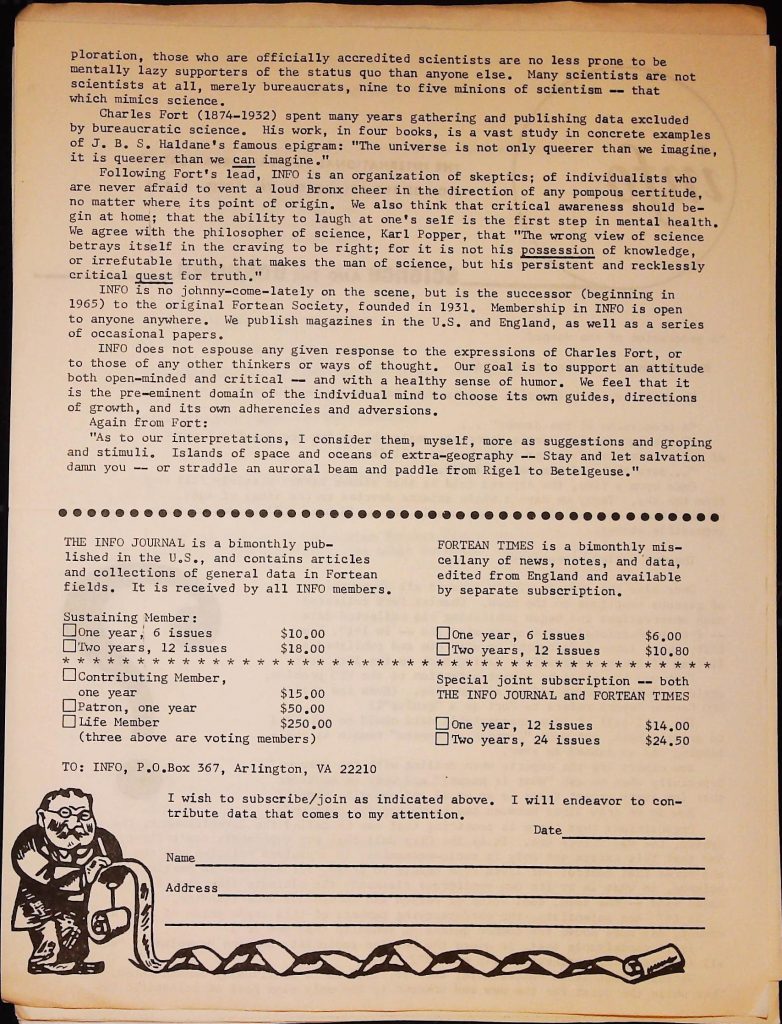 ploration, those who are officially accredited scientists are no less prone to be
mentally lazy supporters of the status quo than anyone else. Many scientists are not
scientists at all, merely bureaucrats, nine to five minions of scientism -- that
which mimics science.
Charles Fort (1874-1932) spent many years gathering and publishing data excluded
by bureaucratic science. His work, in four books, is a vast study in concrete examples
of J. B. S. Haldane's famous epigram: "The universe is not only queerer than we imagine,
it is queerer than we can imagine."
Following Fort's lead, INFO is an organization of skeptics; of individualists who
are never afraid to vent a loud Bronx cheer in the direction of any pompous certitude,
no matter where its point of origin. We also think that critical awareness should be-
gin at home; that the ability to laugh at one's self is the first step in mental health.
We agree with the philosopher of science, Karl Popper, that "The wrong view of science
betrays itself in the craving to be right; for it is not his possession of knowledge,
or irrefutable truth, that makes the man of science, but his persistent and recklessly
critical quest for truth."
INFO is no johnny-come-lately on the scene, but is the successor (beginning in
1965) to the original Fortean Society, founded in 1931. Membership in INFO is open
to anyone anywhere. We publish magazines in the U.S. and England, as well as a series
of occasional papers.
INFO does not espouse any given response to the expressions of Charles Fort, or
to those of any other thinkers or ways of thought. Our goal is to support an attitude
both open-minded and critical -- and with a healthy sense of humor. We feel that it
is the pre-eminent domain of the individual mind to choose its own guides, directions
of growth, and its own adherencies and adversions.
Again from Fort:
"As to our interpretations, I consider them, myself, more as suggestions and groping
and stimuli. Islands of space and oceans of extra-geography -- Stay and let salvation
damn you -- or straddle an auroral beam and paddle from Rigel to Betelgeuse."
THE INFO JOURNAL is a bimonthly pub-
lished in the U.S., and contains articles
and collections of general data in Fortean
fields. It is received by all INFO members.
Sustaining Member:
One year, 6 issues $10.00
Two years, 12 issues $18.00
FORTEAN TIMES is a bimonthly mis-
cellany of news, notes, and data,
edited from England and available
by separate subscription.
One year, 6 issues $6.00
Two years, 12 issues $10.80
* * * * * * * * * * * * * * * * * * * * * * * * * * * * * * * * * * * * * * * * * * *
Contributing Member,
one year $15.00
Patron, one year $50.00
Life Member $250.00
(three above are voting members)
Special joint subscription -- both
THE INFO JOURNAL and FORTEAN TIMES
One year, 12 issues $14.00
Two years, 24 issues $24.50
TO: INFO, P.O.Box 367, Arlington, VA 22210
I wish to subscribe/join as indicated above. I will endeavor to con-
tribute data that comes to my attention.
Date
Name
Address